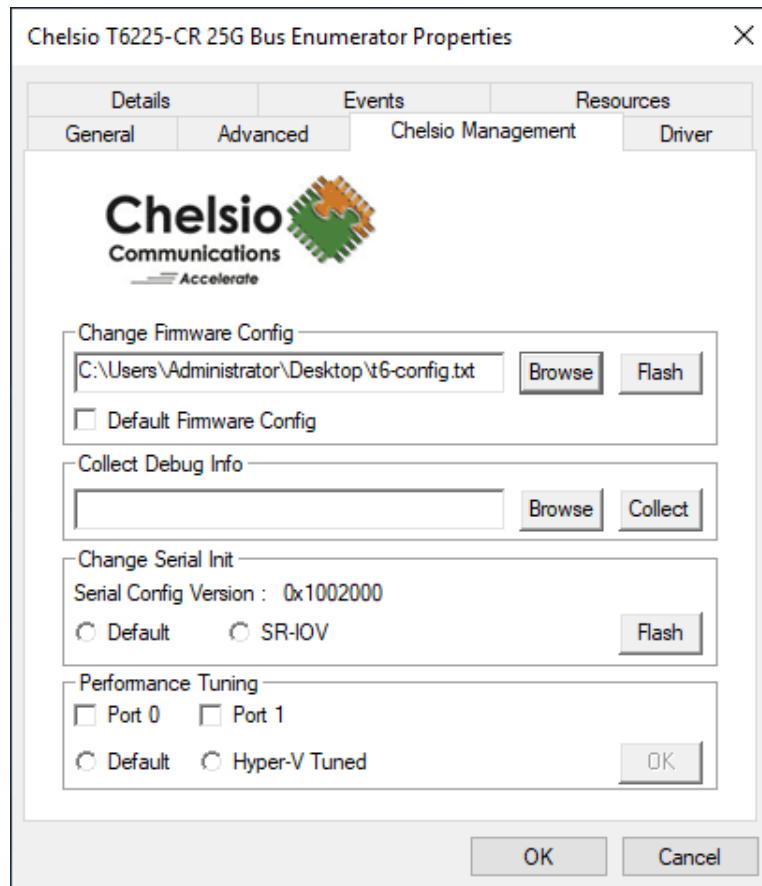 Chelsio T6225-CR 25G Bus Enumerator Properties
Details Events Resources
General Advanced Chelsio Management Driver
Chelsio
Communications
Accelerate
Change Firmware Config
C:\Users\Administrator\Desktop\t6-config.txt Browse Flash
Default Firmware Config
Collect Debug Info
Browse Collect
Change Serial Init
Serial Config Version : 0x1002000
Default SR-IOV Flash
Performance Tuning
Port 0 Port 1
Default Hyper-V Tuned OK
OK Cancel